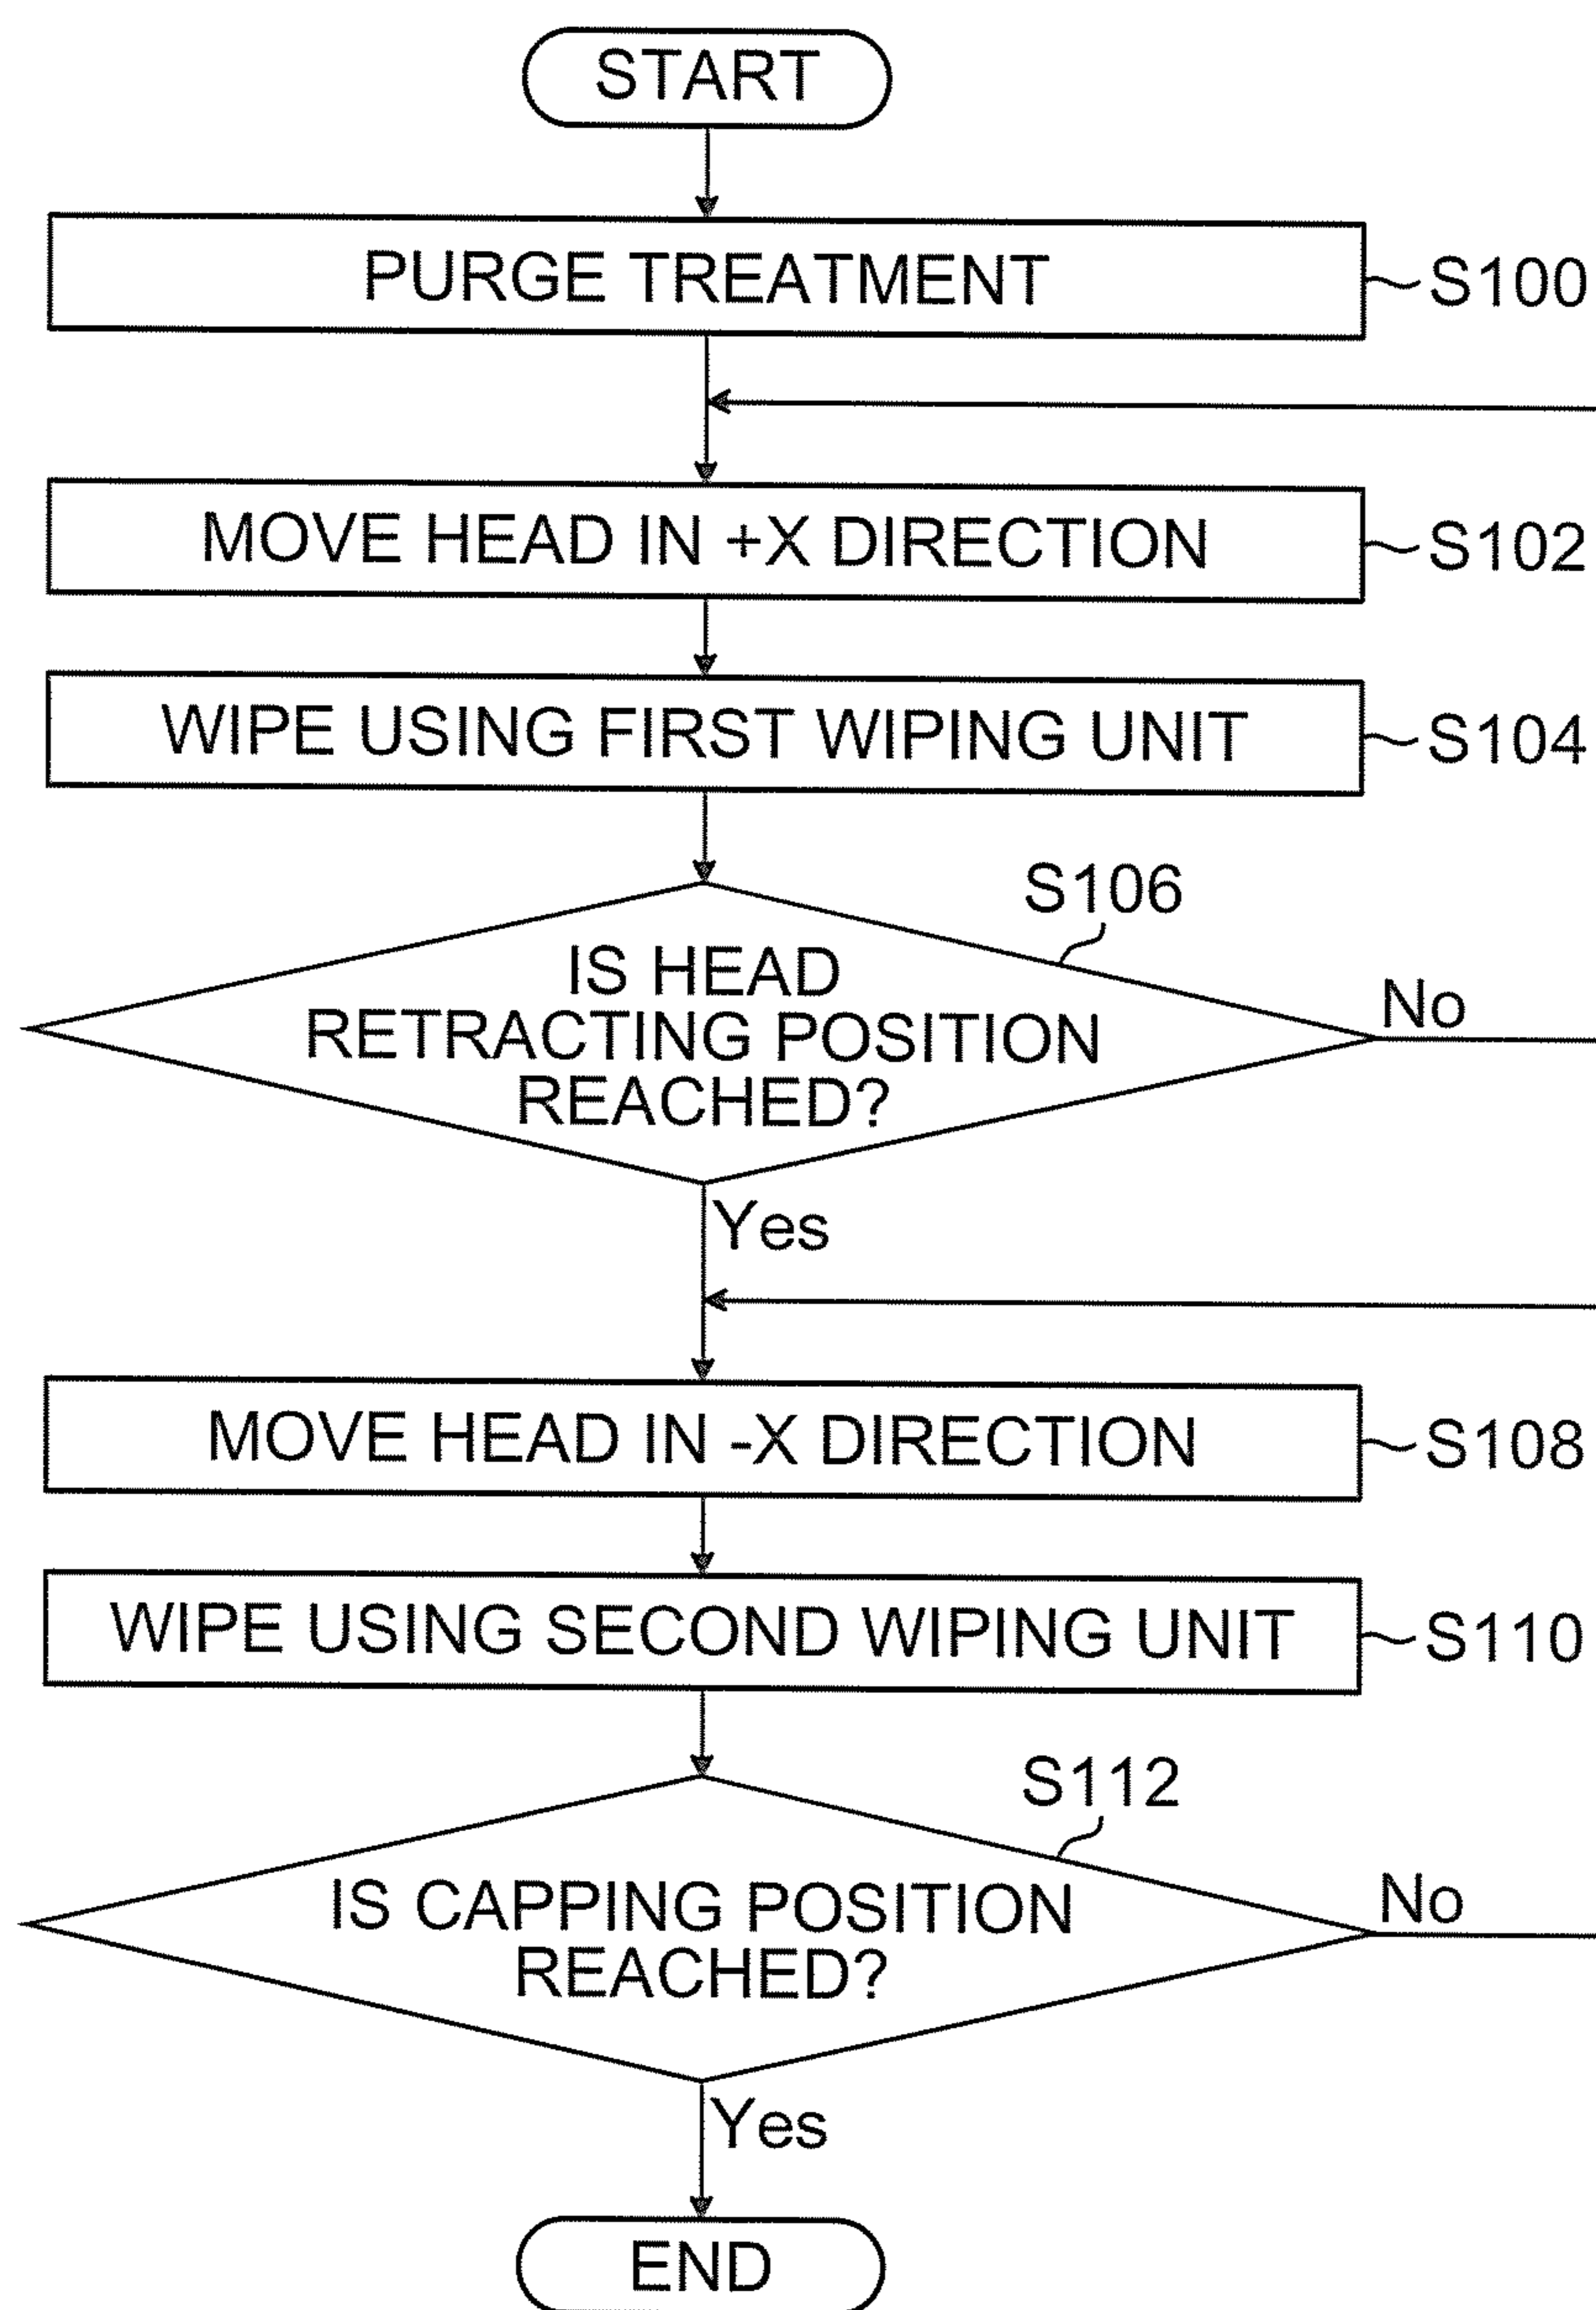 START
PURGE TREATMENT
S100
MOVE HEAD IN +X DIRECTION
S102
WIPE USING FIRST WIPING UNIT
S104
S106
IS HEAD
RETRACTING POSITION
REACHED?
No
Yes
MOVE HEAD IN -X DIRECTION
S108
WIPE USING SECOND WIPING UNIT
S110
S112
IS CAPPING POSITION
REACHED?
No
Yes
END